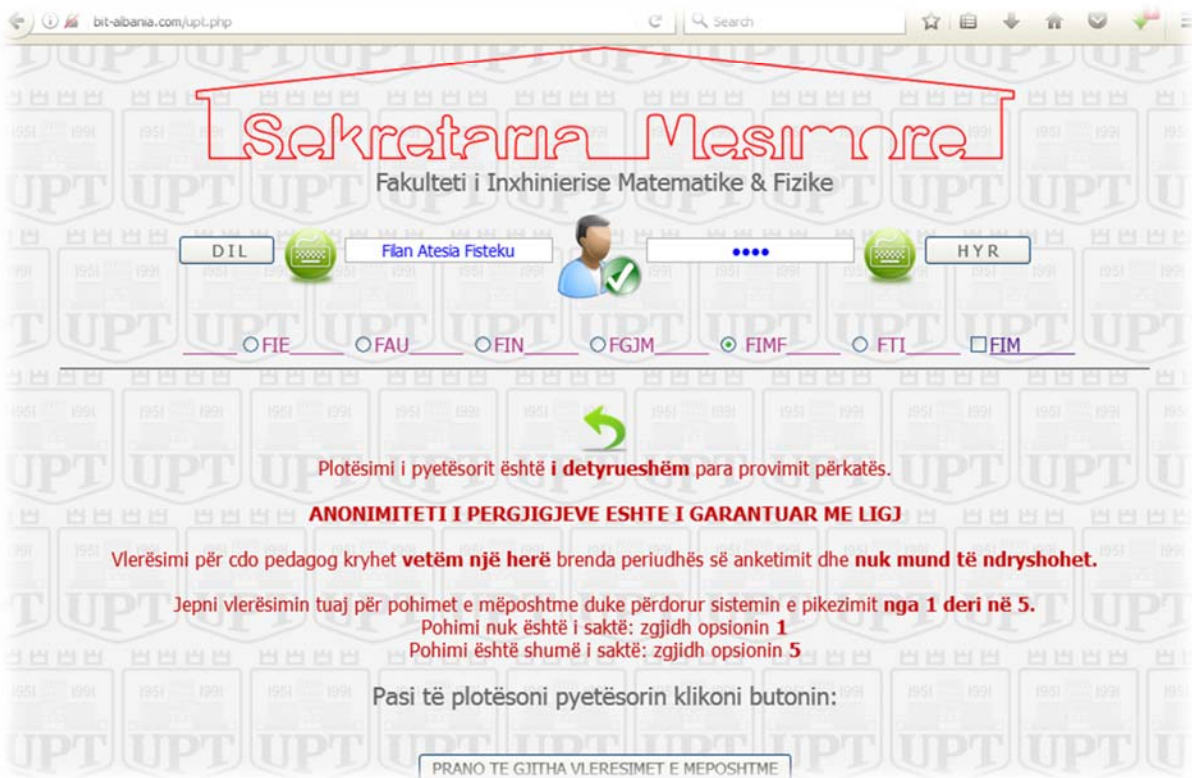 bit-albania.com/upt.php
Search
Sekretaria Mesimore
Fakulteti i Inxhinierise Matematike & Fizike
DIL
Filan Atesia Fisteku
••••
HYR
FIE
FAU
FIN
FGJM
FIMF
FTI
FIM
Plotësimi i pyetësorit është i detyrueshëm para provimit përkatës.
ANONIMITETI I PERGJIGJEVE ESHTE I GARANTUAR ME LIGJ
Vlerësimi për cdo pedagog kryhet vetëm një herë brenda periudhës së anketimit dhe nuk mund të ndryshohet.
Jepni vlerësimin tuaj për pohimet e mëposhtme duke përdorur sistemin e pikezimit nga 1 deri në 5.
Pohimi nuk është i saktë: zgjidh opsionin 1
Pohimi është shumë i saktë: zgjidh opsionin 5
Pasi të plotësoni pyetësorin klikoni butonin:
PRANO TE GJITHA VLERESIMET E MEPOSHTME
UPT
1951 1991